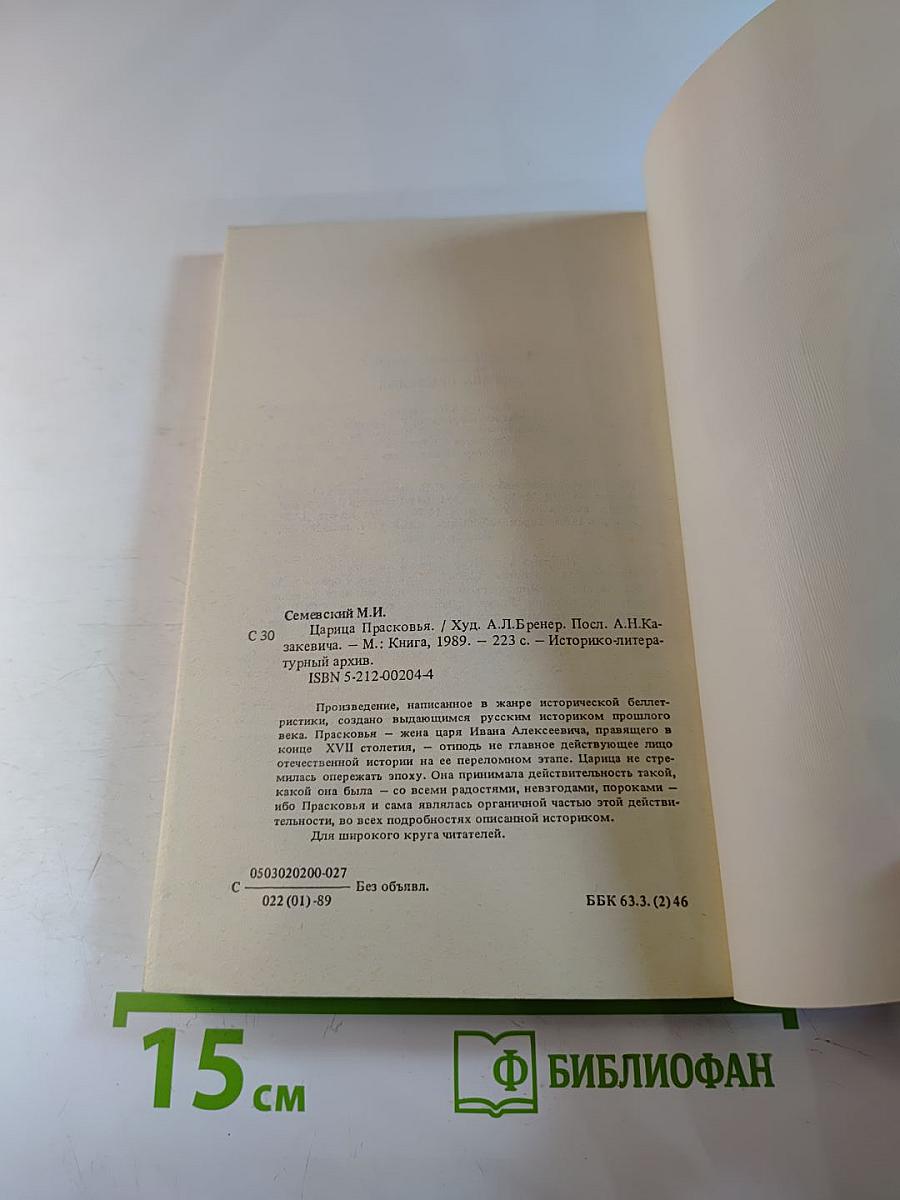 Семевский М.И.
С 30
Царица Прасковья. / Худ. А.Л.Бренер. Посл. А.Н.Ка-
закевича. — М.: Книга, 1989. — 223 с. — Историко-литера-
турный архив.
ISBN 5-212-00204-4
Произведение, написанное в жанре исторической беллет-
ристики, создано выдающимся русским историком прошлого
века. Прасковья — жена царя Ивана Алексеевича, правящего в
конце XVII столетия, — отнюдь не главное действующее лицо
отечественной истории на ее переломном этапе. Царица не стре-
милась опережать эпоху. Она принимала действительность такой,
какой она была — со всеми радостями, невзгодами, пороками —
ибо Прасковья и сама являлась органичной частью этой действи-
тельности, во всех подробностях описанной историком.
Для широкого круга читателей.
0503020200-027
С Без объявл.
022 (01) -89
ББК 63.3. (2) 46
15 см
Ф БИБЛИОФАН